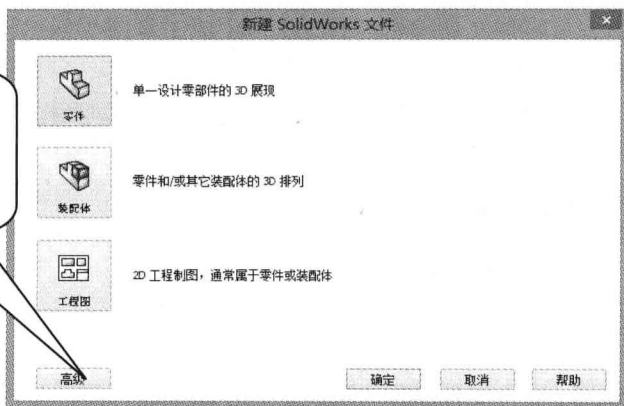 新建 SolidWorks 文件
零件
单一设计零部件的 3D 展现
装配体
零件和/或其它装配体的 3D 排列
工程图
2D 工程制图，通常属于零件或装配体
高级
确定
取消
帮助